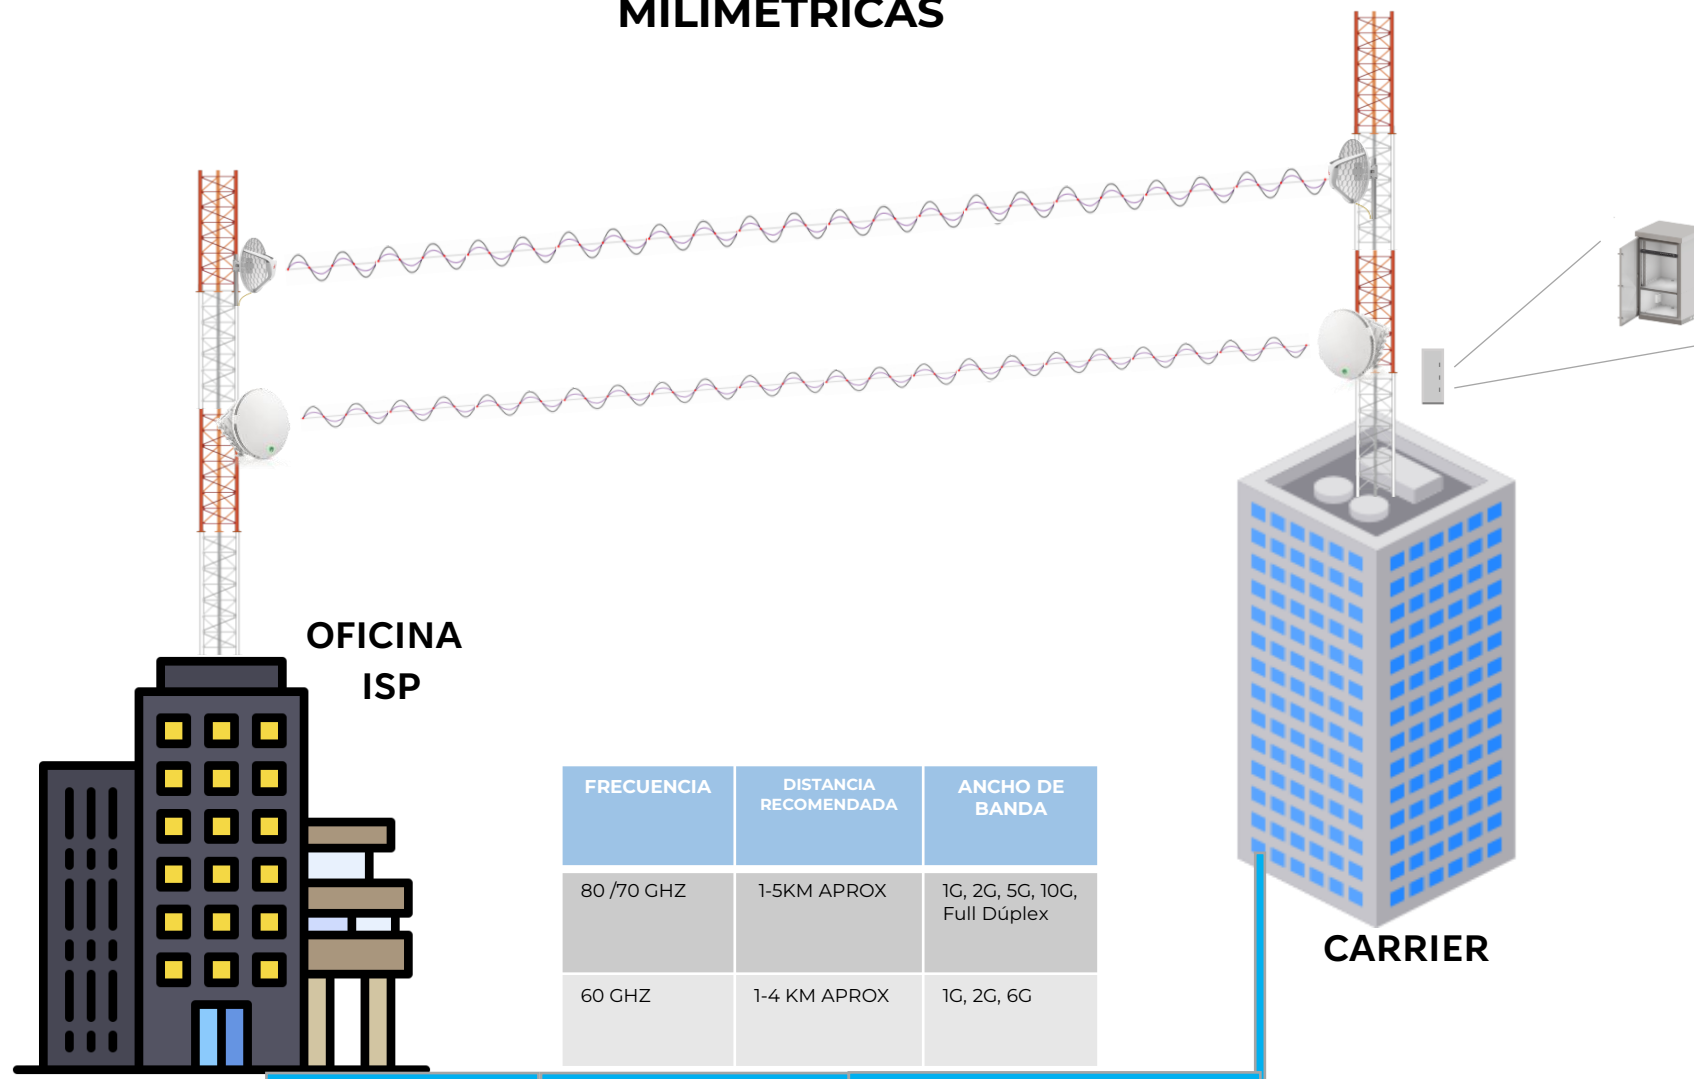 MILIMETRICAS
OFICINA
ISP
FRECUENCIA
DISTANCIA
RECOMENDADA
ANCHO DE
BANDA
80 /70 GHZ
1-5KM APROX
1G, 2G, 5G, 10G,
Full Dúplex
60 GHZ
1-4 KM APROX
1G, 2G, 6G
CARRIER